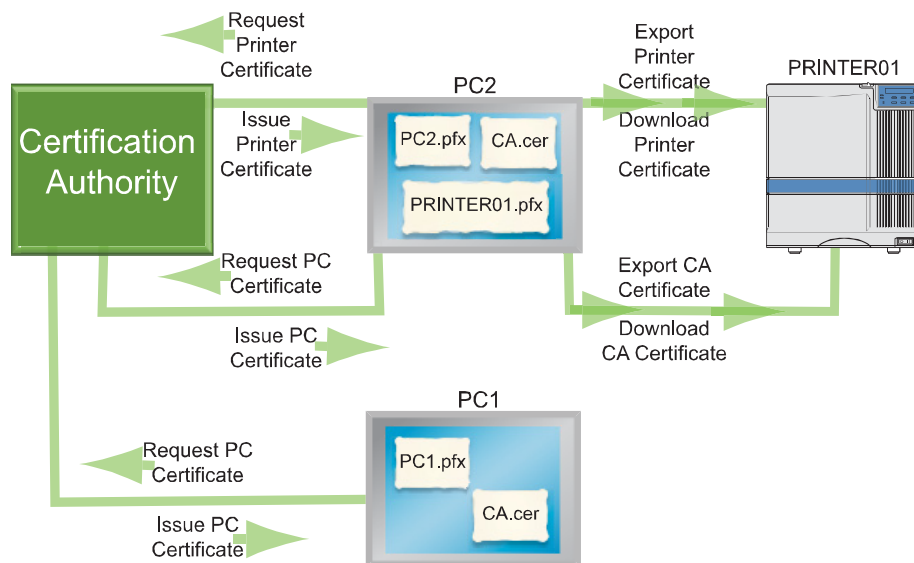 Request
Printer
Certificate
Certification
Authority
Issue
Printer
Certificate
PC2
PC2.pfx
CA.cer
PRINTER01.pfx
Export
Printer
Certificate
Download
Printer
Certificate
PRINTER01
Request PC
Certificate
Issue PC
Certificate
Export CA
Certificate
Download
CA Certificate
PC1
PC1.pfx
CA.cer
Request PC
Certificate
Issue PC
Certificate